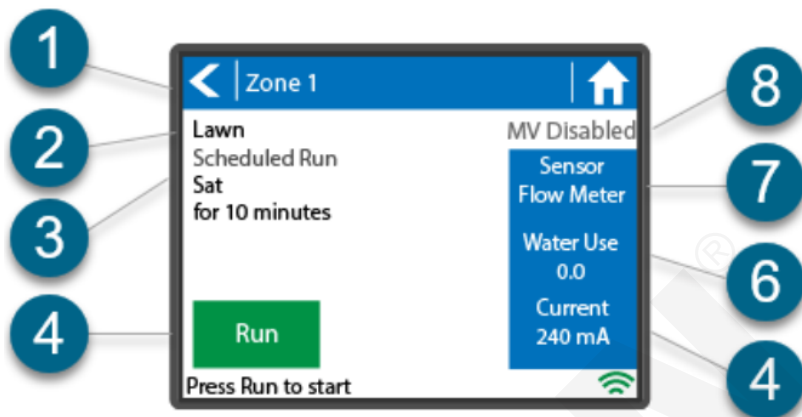 1
2
3
4
Zone 1
Lawn
Scheduled Run
Sat
for 10 minutes
Run
Press Run to start
MV Disabled
Sensor
Flow Meter
Water Use
0.0
Current
240 mA
8
7
6
4
®